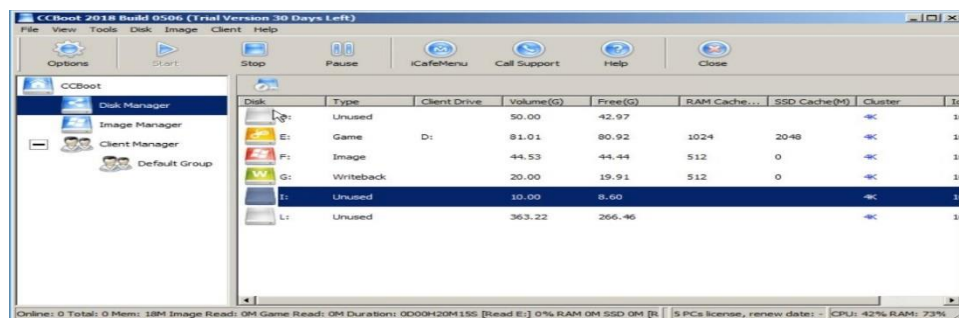 CCBoot 2018 Build 0506 (Trial Version 30 Days Left)
File View Tools Disk Image Client Help
Options Start Stop Pause iCafeMenu Call Support Help Close
CCBoot
Disk Manager
Image Manager
Client Manager
Default Group
Disk Type Client Drive Volume(G) Free(G) RAM Cache... SSD Cache(M) Cluster
Unused 50.00 42.97 4K
E: Game D: 81.01 80.92 1024 2048 4K
F: Image 44.53 44.44 512 0 4K
G: Writeback 20.00 19.91 512 0 4K
I: Unused 10.00 8.60 4K
L: Unused 363.22 266.46 4K
Online: 0 Total: 0 Mem: 18M Image Read: 0M Game Read: 0M Duration: 0D00H20M15S [Read E:] 0% RAM 0M SSD 0M [R 5 PCs license, renew date: - CPU: 42% RAM: 73%